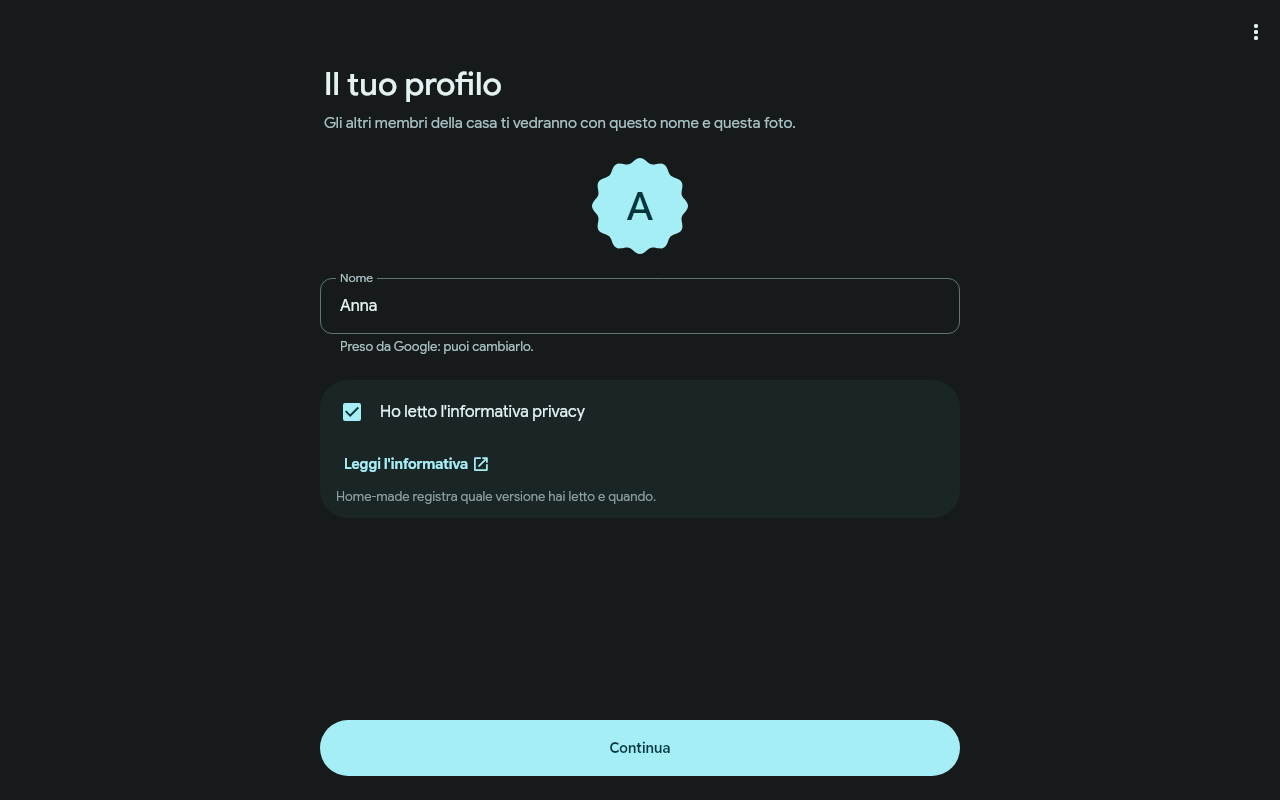 Il tuo profilo
Gli altri membri della casa ti vedranno con questo nome e questa foto.
A
Nome
Anna
Preso da Google: puoi cambiarlo.
Ho letto l'informativa privacy
Leggi l'informativa
Home-made registra quale versione hai letto e quando.
Continua